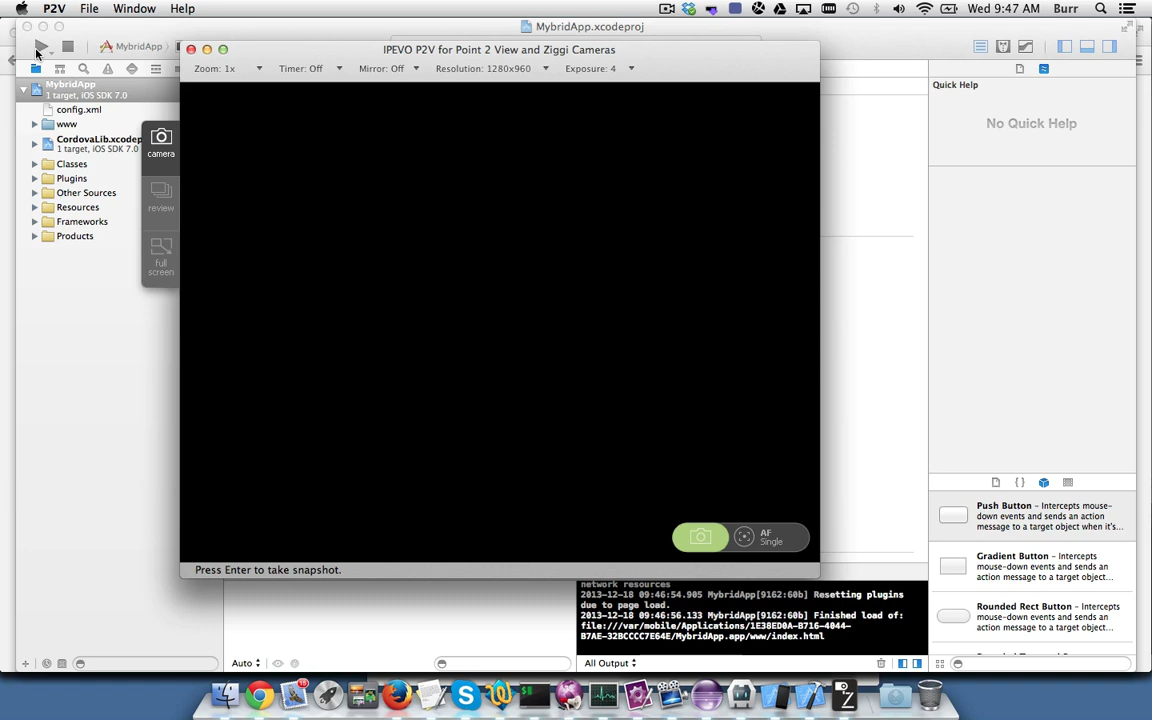 P2V File Window Help
Wed 9:47 AM Burr
MybridApp.xcodeproj
MybridApp
IPEVO P2V for Point 2 View and Ziggi Cameras
Zoom: 1x Timer: Off Mirror: Off Resolution: 1280x960 Exposure: 4
MybridApp
1 target, iOS SDK 7.0
config.xml
www
CordovaLib.xcodep
1 target, iOS SDK 7.0
Classes
Plugins
Other Sources
Resources
Frameworks
Products
camera
review
full
screen
AF
Single
Press Enter to take snapshot.
Quick Help
No Quick Help
Push Button – Intercepts mouse-
down events and sends an action
message to a target object when it's...
Gradient Button – Intercepts
mouse-down events and sends an
action message to a target object...
Rounded Rect Button – Intercepts
mouse-down events and sends an
action message to a target object...
network resources
2013-12-18 09:46:54.905 MybridApp[9162:60b] Resetting plugins
due to page load.
2013-12-18 09:46:56.133 MybridApp[9162:60b] Finished load of:
file:///var/mobile/Applications/1E38ED0A-B716-4044-
B7AE-32BCCCC7E64E/MybridApp.app/www/index.html
Auto
All Output